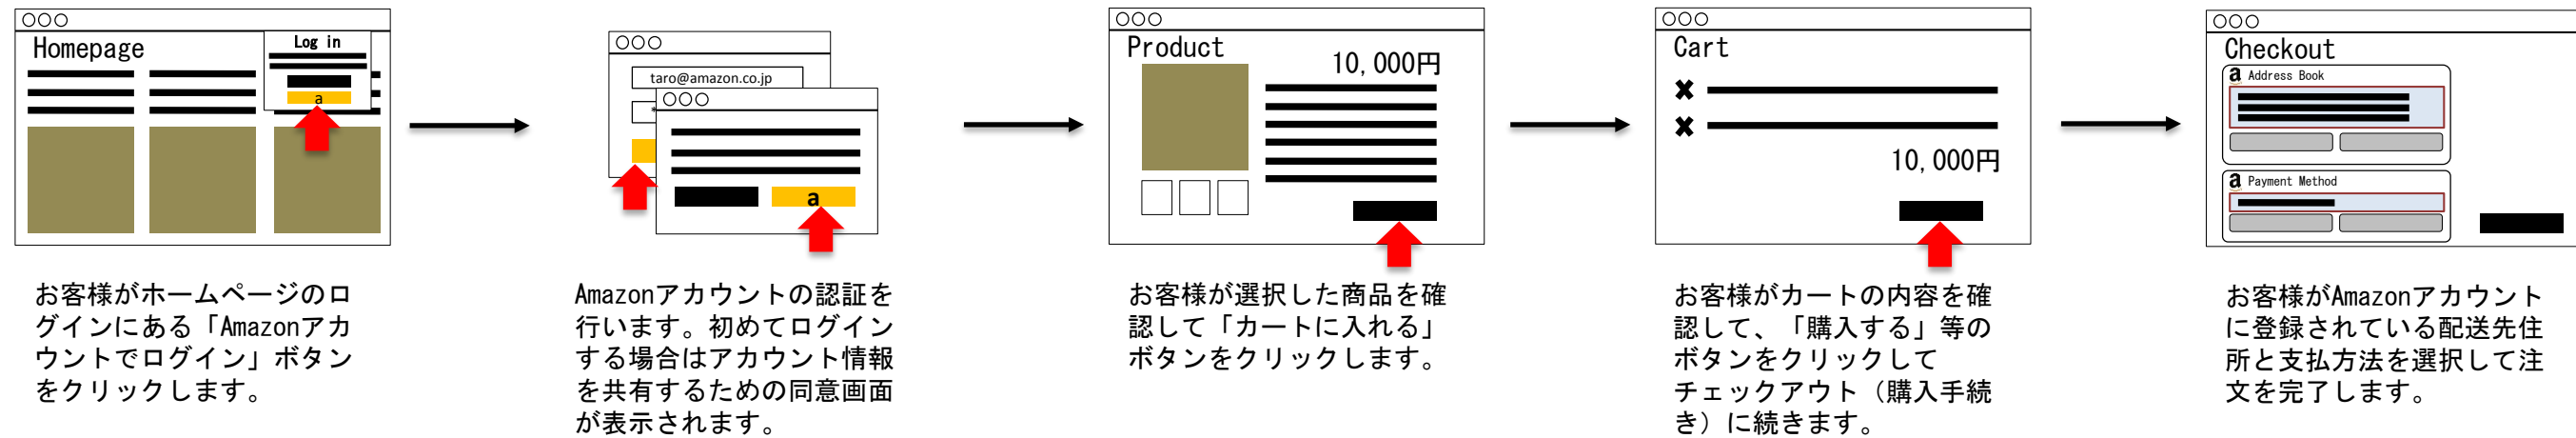 Homepage
Log in
a
お客様がホームページのロ
グインにある「Amazonアカ
ウントでログイン」ボタン
をクリックします。
taro@amazon.co.jp
*
a
Amazonアカウントの認証を
行います。初めてログイン
する場合はアカウント情報
を共有するための同意画面
が表示されます。
Product
10,000円
お客様が選択した商品を確
認して「カートに入れる」
ボタンをクリックします。
Cart
10,000円
お客様がカートの内容を確
認して、「購入する」等の
ボタンをクリックして
チェックアウト（購入手続
き）に続きます。
Checkout
a Address Book
a Payment Method
お客様がAmazonアカウント
に登録されている配送先住
所と支払方法を選択して注
文を完了します。